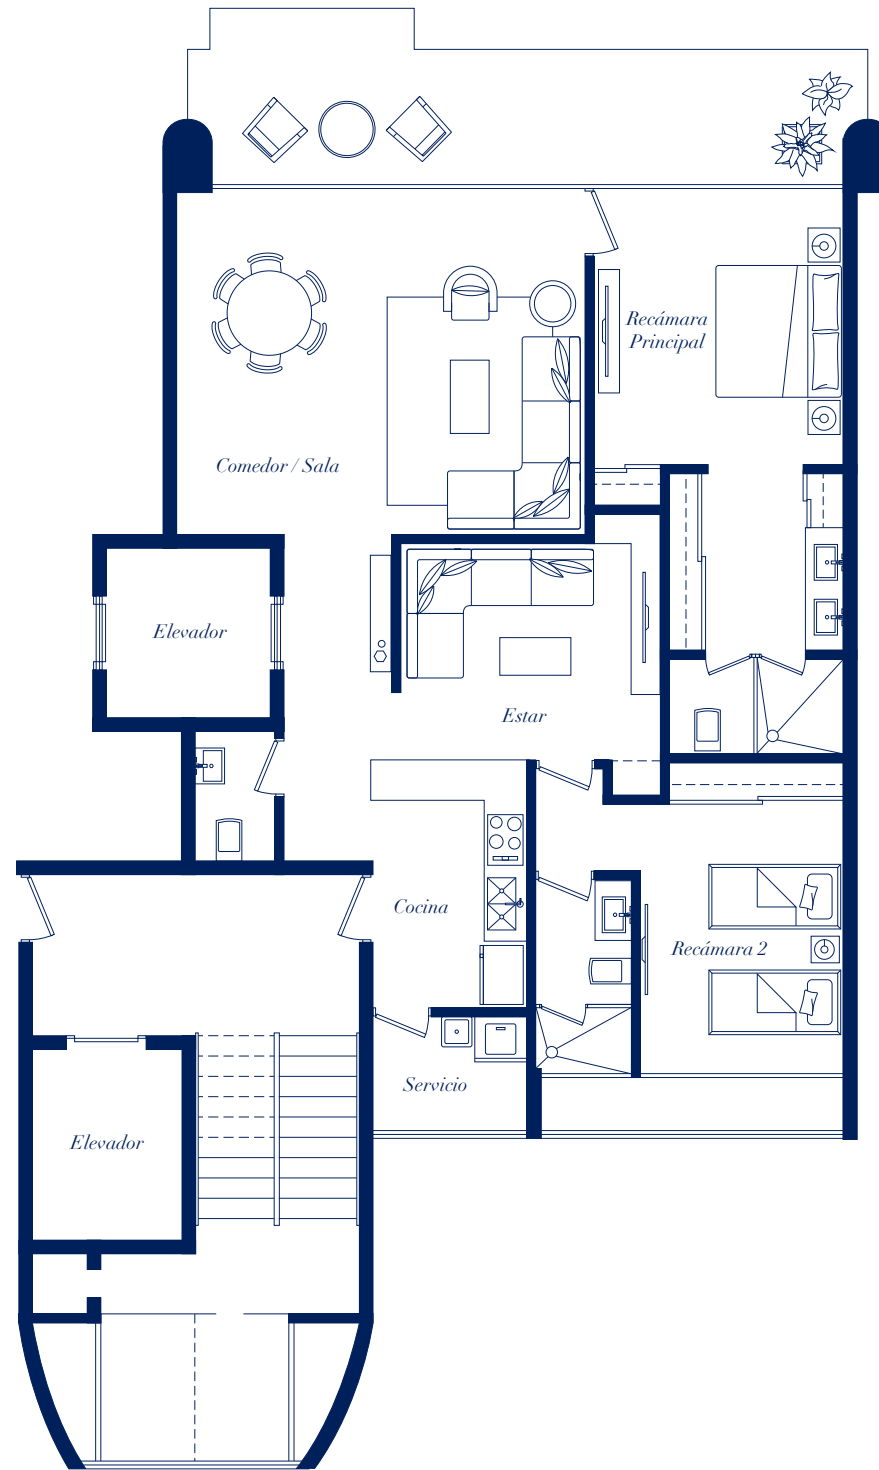 Recámara
Principal
Comedor / Sala
Elevador
Estar
Cocina
Recámara 2
Servicio
Elevador